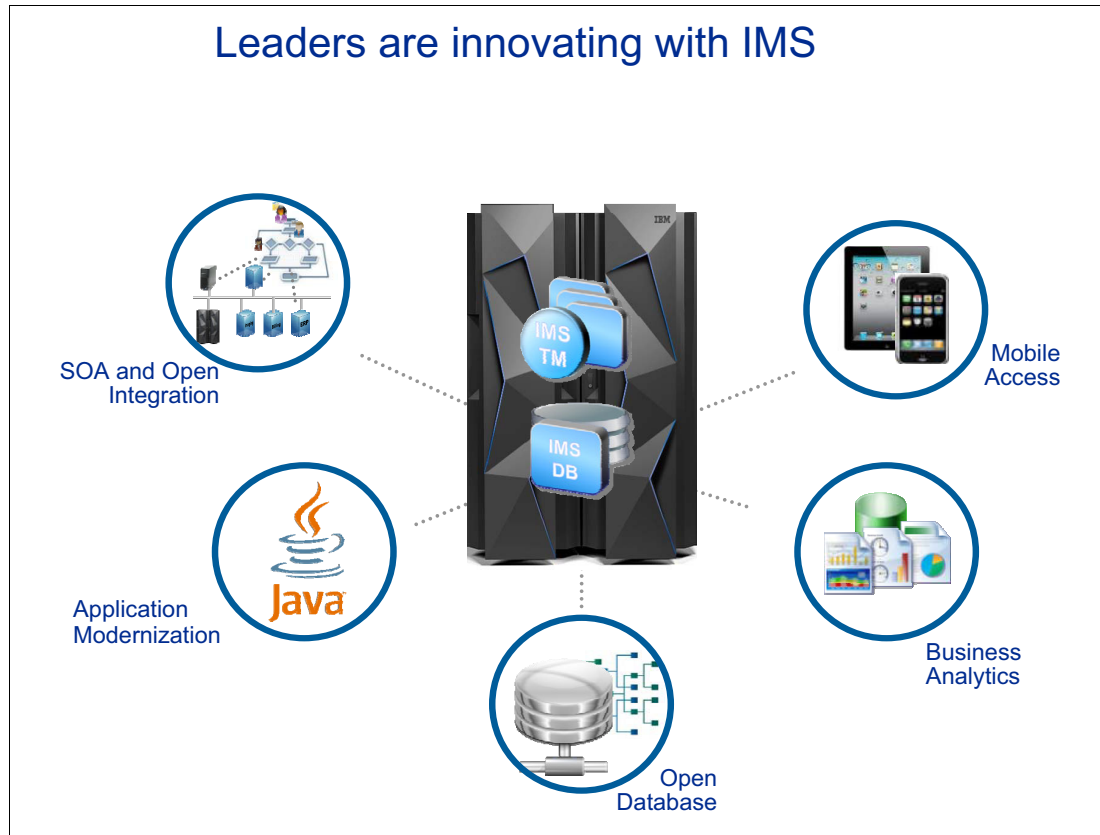 Leaders are innovating with IMS
IBM
IMS
TM
IMS
DB
SOA and Open
Integration
Mobile
Access
Java
Application
Modernization
Business
Analytics
Open
Database